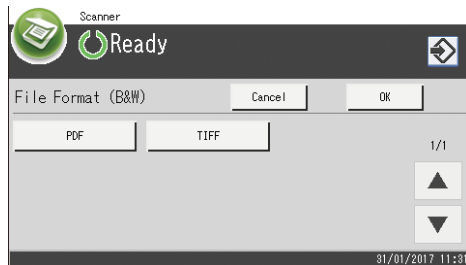 Scanner
Ready
File Format (B&W)
Cancel
OK
PDF
TIFF
1/1
31/01/2017 11:31